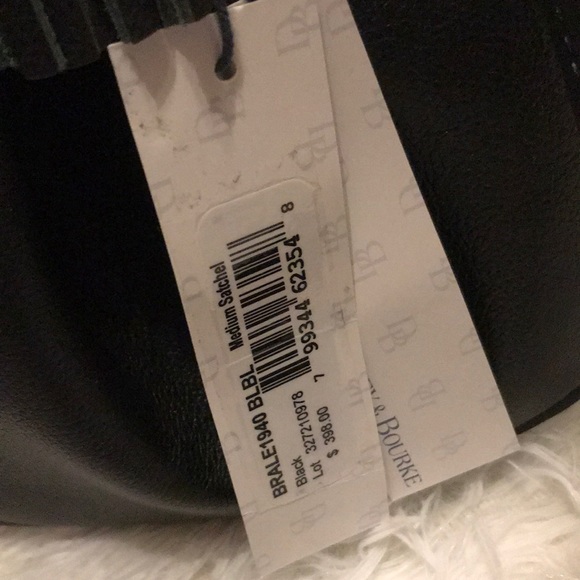 BRALE1940 BLBL Medium Satchel
Black
Lot 327210978
$ 398.00
7 99344 62354 8
& BOURKE